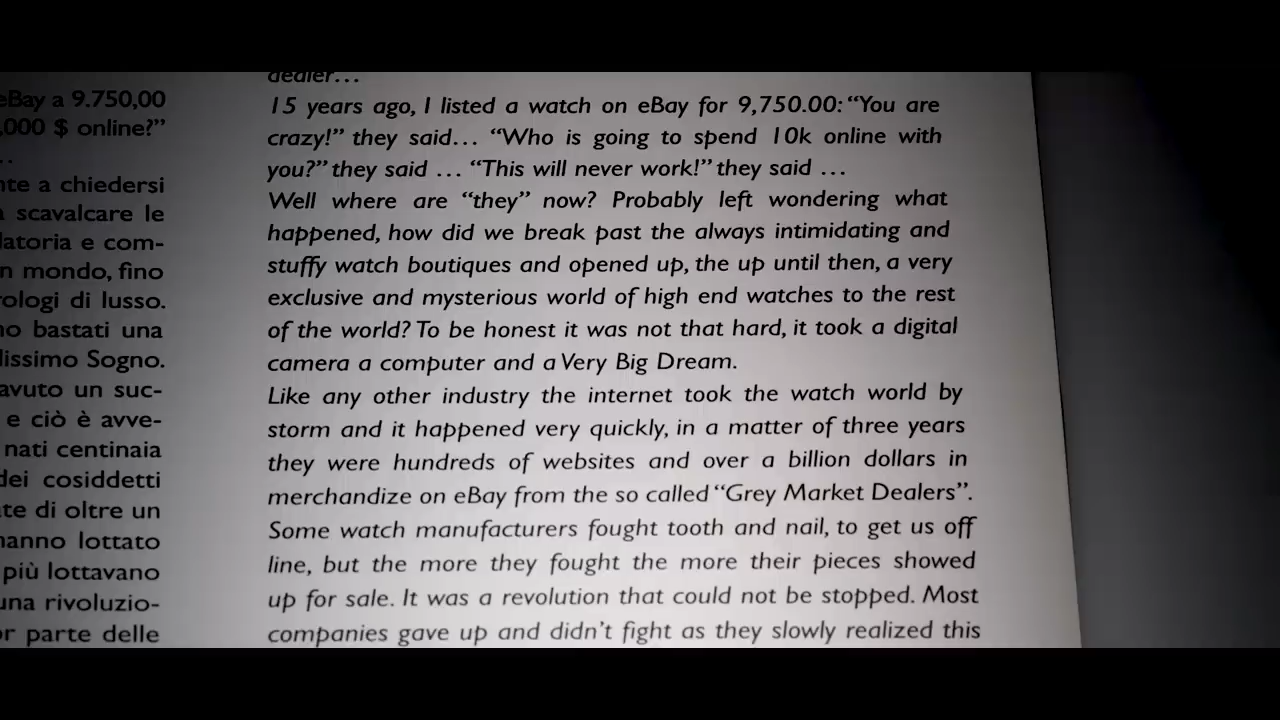 eBay a 9.750,00
,000 $ online?"
..
nte a chiedersi
scavalcare le
latoria e com-
n mondo, fino
rologi di lusso.
no bastati una
lissimo Sogno.
avuto un suc-
e ciò è avve-
nati centinaia
dei cosiddetti
te di oltre un
hanno lottato
più lottavano
una rivoluzio-
or parte delle
dealer…
15 years ago, I listed a watch on eBay for 9,750.00: "You are
crazy!" they said… "Who is going to spend 10k online with
you?" they said … "This will never work!" they said …
Well where are "they" now? Probably left wondering what
happened, how did we break past the always intimidating and
stuffy watch boutiques and opened up, the up until then, a very
exclusive and mysterious world of high end watches to the rest
of the world? To be honest it was not that hard, it took a digital
camera a computer and a Very Big Dream.
Like any other industry the internet took the watch world by
storm and it happened very quickly, in a matter of three years
they were hundreds of websites and over a billion dollars in
merchandize on eBay from the so called "Grey Market Dealers".
Some watch manufacturers fought tooth and nail, to get us off
line, but the more they fought the more their pieces showed
up for sale. It was a revolution that could not be stopped. Most
companies gave up and didn't fight as they slowly realized this